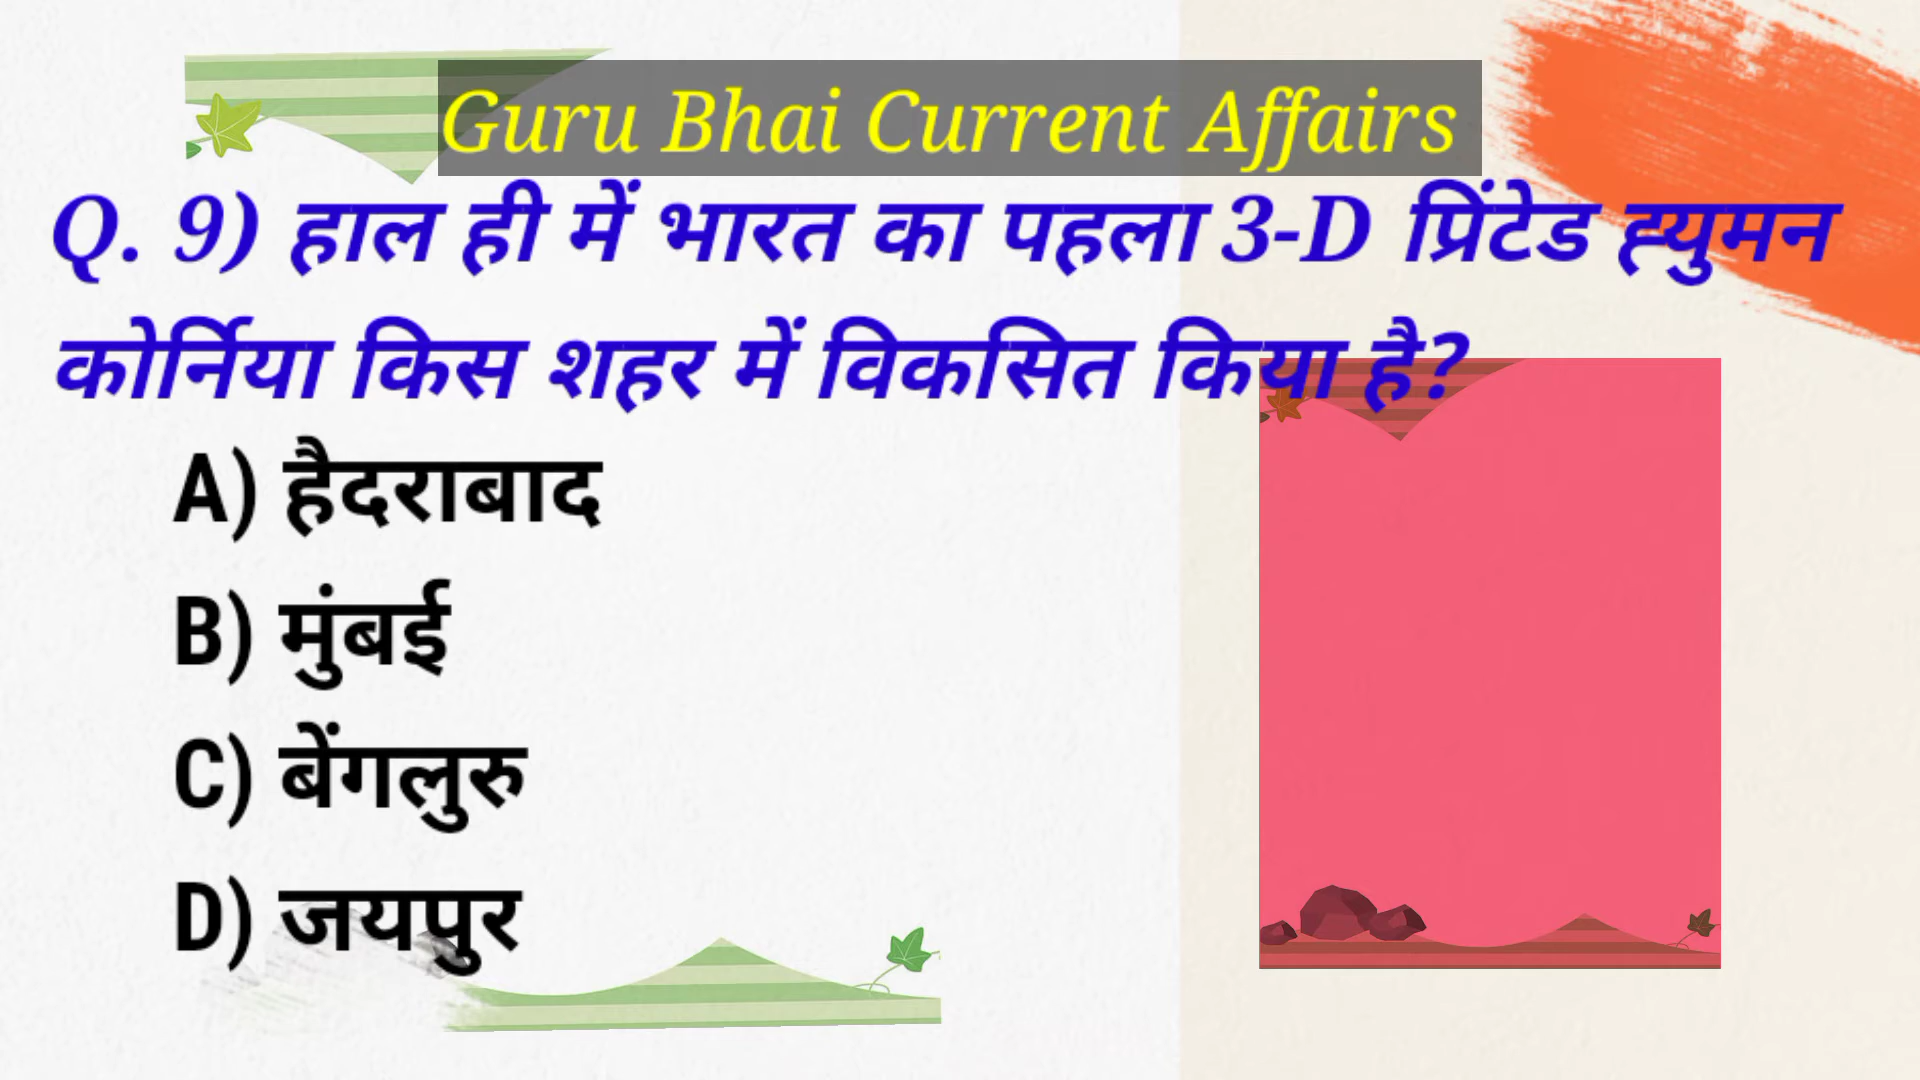 Guru Bhai Current Affairs
Q. 9) हाल ही में भारत का पहला 3-D प्रिंटेड ह्युमन
कोर्निया किस शहर में विकसित किया है?
A) हैदराबाद
B) मुंबई
C) बेंगलुरु
D) जयपुर